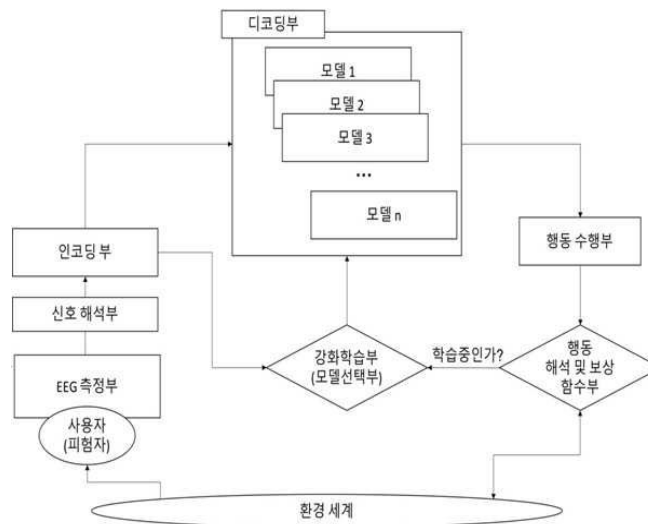 디코딩부
모델 1
모델 2
모델 3
...
모델 n
인코딩 부
행동 수행부
신호 해석부
강화학습부
(모델선택부)
학습중인가?
행동
해석 및 보상
함수부
EEG 측정부
사용자
(피험자)
환경 세계